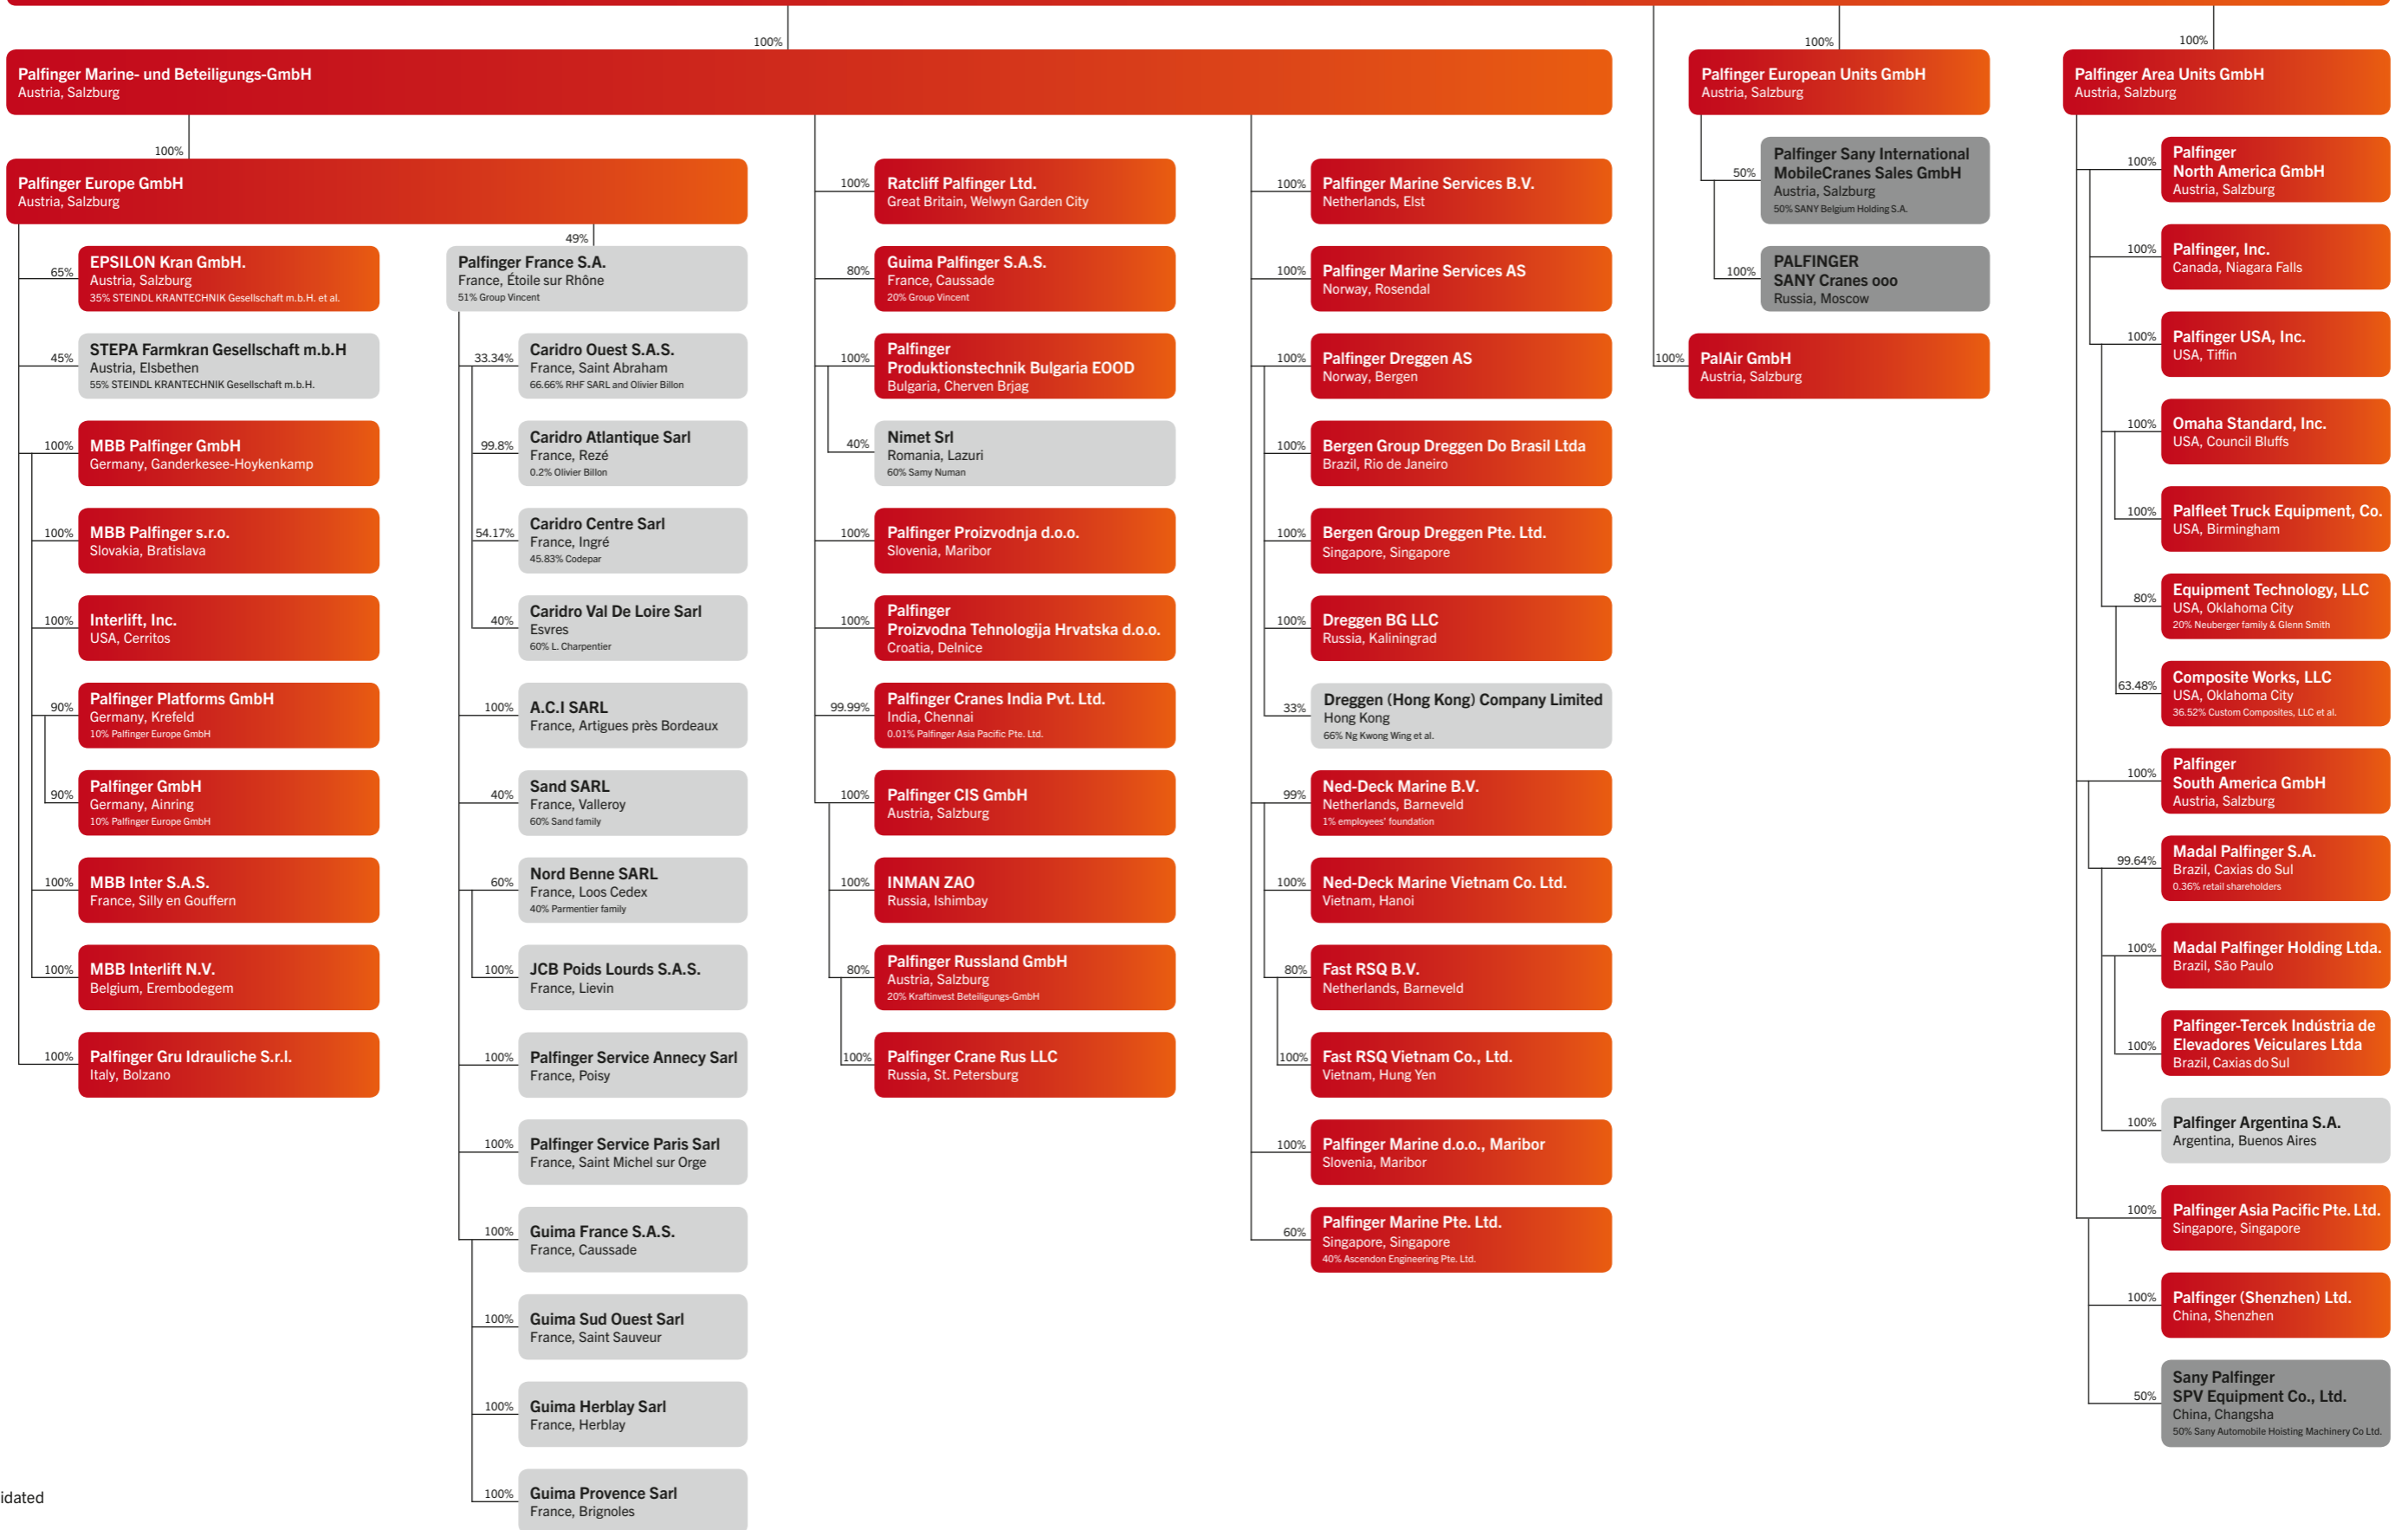 100%
Palfinger Marine- und Beteiligungs-GmbH
Austria, Salzburg
100%
Palfinger Europe GmbH
Austria, Salzburg
65%
EPSILON Kran GmbH.
Austria, Salzburg
35% STEINDL KRANTECHNIK Gesellschaft m.b.H. et al.
45%
STEPA Farmkran Gesellschaft m.b.H
Austria, Elsbethen
55% STEINDL KRANTECHNIK Gesellschaft m.b.H.
100%
MBB Palfinger GmbH
Germany, Ganderkesee-Hoykenkamp
100%
MBB Palfinger s.r.o.
Slovakia, Bratislava
100%
Interlift, Inc.
USA, Cerritos
90%
Palfinger Platforms GmbH
Germany, Krefeld
10% Palfinger Europe GmbH
90%
Palfinger GmbH
Germany, Ainring
10% Palfinger Europe GmbH
100%
MBB Inter S.A.S.
France, Silly en Gouffern
100%
MBB Interlift N.V.
Belgium, Erembodegem
100%
Palfinger Gru Idrauliche S.r.l.
Italy, Bolzano
49%
Palfinger France S.A.
France, Étoile sur Rhône
51% Group Vincent
33.34%
Caridro Ouest S.A.S.
France, Saint Abraham
66.66% RHF SARL and Olivier Billon
99.8%
Caridro Atlantique Sarl
France, Rezé
0.2% Olivier Billon
54.17%
Caridro Centre Sarl
France, Ingré
45.83% Codepar
40%
Caridro Val De Loire Sarl
Esvres
60% L. Charpentier
100%
A.C.I SARL
France, Artigues près Bordeaux
40%
Sand SARL
France, Valleroy
60% Sand family
60%
Nord Benne SARL
France, Loos Cedex
40% Parmentier family
100%
JCB Poids Lourds S.A.S.
France, Lievin
100%
Palfinger Service Annecy Sarl
France, Poisy
100%
Palfinger Service Paris Sarl
France, Saint Michel sur Orge
100%
Guima France S.A.S.
France, Caussade
100%
Guima Sud Ouest Sarl
France, Saint Sauveur
100%
Guima Herblay Sarl
France, Herblay
100%
Guima Provence Sarl
France, Brignoles
100%
Ratcliff Palfinger Ltd.
Great Britain, Welwyn Garden City
80%
Guima Palfinger S.A.S.
France, Caussade
20% Group Vincent
100%
Palfinger
Produktionstechnik Bulgaria EOOD
Bulgaria, Cherven Brjag
40%
Nimet Srl
Romania, Lazuri
60% Samy Numan
100%
Palfinger Proizvodnja d.o.o.
Slovenia, Maribor
100%
Palfinger
Proizvodna Tehnologija Hrvatska d.o.o.
Croatia, Delnice
99.99%
Palfinger Cranes India Pvt. Ltd.
India, Chennai
0.01% Palfinger Asia Pacific Pte. Ltd.
100%
Palfinger CIS GmbH
Austria, Salzburg
100%
INMAN ZAO
Russia, Ishimbay
80%
Palfinger Russland GmbH
Austria, Salzburg
20% Kraftinvest Beteiligungs-GmbH
100%
Palfinger Crane Rus LLC
Russia, St. Petersburg
100%
Palfinger Marine Services B.V.
Netherlands, Elst
100%
Palfinger Marine Services AS
Norway, Rosendal
100%
Palfinger Dreggen AS
Norway, Bergen
100%
Bergen Group Dreggen Do Brasil Ltda
Brazil, Rio de Janeiro
100%
Bergen Group Dreggen Pte. Ltd.
Singapore, Singapore
100%
Dreggen BG LLC
Russia, Kaliningrad
33%
Dreggen (Hong Kong) Company Limited
Hong Kong
66% Ng Kwong Wing et al.
99%
Ned-Deck Marine B.V.
Netherlands, Barneveld
1% employees' foundation
100%
Ned-Deck Marine Vietnam Co. Ltd.
Vietnam, Hanoi
80%
Fast RSQ B.V.
Netherlands, Barneveld
100%
Fast RSQ Vietnam Co., Ltd.
Vietnam, Hung Yen
100%
Palfinger Marine d.o.o., Maribor
Slovenia, Maribor
60%
Palfinger Marine Pte. Ltd.
Singapore, Singapore
40% Ascendon Engineering Pte. Ltd.
100%
Palfinger European Units GmbH
Austria, Salzburg
50%
Palfinger Sany International
MobileCranes Sales GmbH
Austria, Salzburg
50% SANY Belgium Holding S.A.
100%
PALFINGER
SANY Cranes ooo
Russia, Moscow
100%
PalAir GmbH
Austria, Salzburg
100%
Palfinger Area Units GmbH
Austria, Salzburg
100%
Palfinger
North America GmbH
Austria, Salzburg
100%
Palfinger, Inc.
Canada, Niagara Falls
100%
Palfinger USA, Inc.
USA, Tiffin
100%
Omaha Standard, Inc.
USA, Council Bluffs
100%
Palfleet Truck Equipment, Co.
USA, Birmingham
80%
Equipment Technology, LLC
USA, Oklahoma City
20% Neuberger family & Glenn Smith
63.48%
Composite Works, LLC
USA, Oklahoma City
36.52% Custom Composites, LLC et al.
100%
Palfinger
South America GmbH
Austria, Salzburg
99.64%
Madal Palfinger S.A.
Brazil, Caxias do Sul
0.36% retail shareholders
100%
Madal Palfinger Holding Ltda.
Brazil, São Paulo
100%
Palfinger-Tercek Indústria de
Elevadores Veiculares Ltda
Brazil, Caxias do Sul
100%
Palfinger Argentina S.A.
Argentina, Buenos Aires
100%
Palfinger Asia Pacific Pte. Ltd.
Singapore, Singapore
100%
Palfinger (Shenzhen) Ltd.
China, Shenzhen
50%
Sany Palfinger
SPV Equipment Co., Ltd.
China, Changsha
50% Sany Automobile Hoisting Machinery Co Ltd.
idated